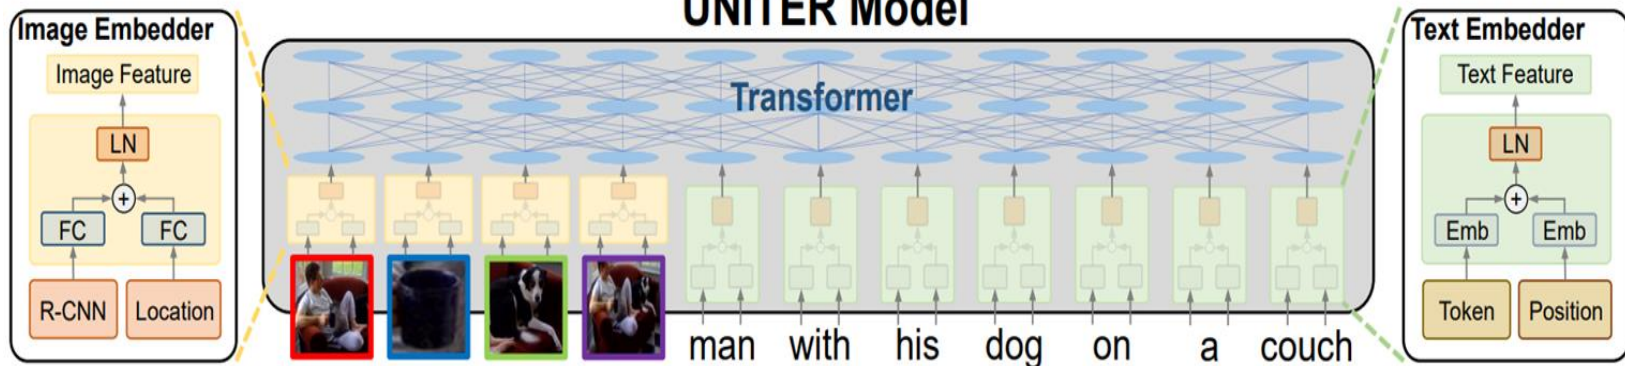 UNITER Model
Image Embedder
Image Feature
LN
+
FC FC
R-CNN Location
Transformer
man with his dog on a couch
Text Embedder
Text Feature
LN
+
Emb Emb
Token Position